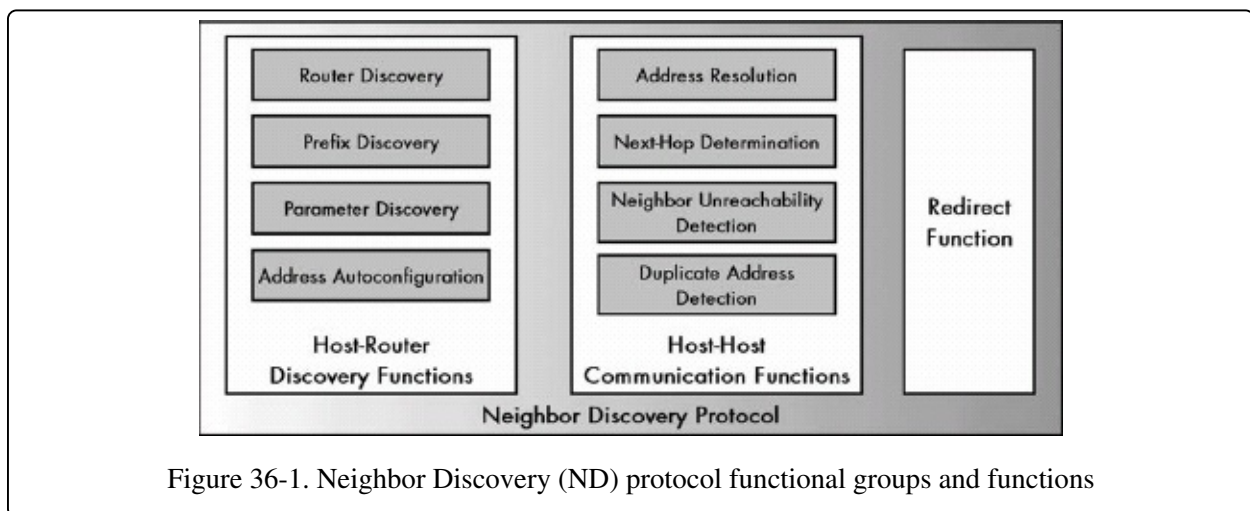 Router Discovery
Prefix Discovery
Parameter Discovery
Address Autoconfiguration
Host-Router
Discovery Functions
Address Resolution
Next-Hop Determination
Neighbor Unreachability
Detection
Duplicate Address
Detection
Host-Host
Communication Functions
Redirect
Function
Neighbor Discovery Protocol
Figure 36-1. Neighbor Discovery (ND) protocol functional groups and functions